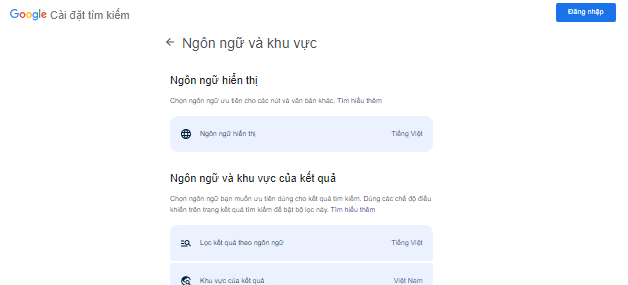 Google Cài đặt tìm kiếm
Đăng nhập
Ngôn ngữ và khu vực
Ngôn ngữ hiển thị
Chọn ngôn ngữ ưu tiên cho các nút và văn bản khác. Tìm hiểu thêm
Ngôn ngữ hiển thị
Tiếng Việt
Ngôn ngữ và khu vực của kết quả
Chọn ngôn ngữ bạn muốn ưu tiên dùng cho kết quả tìm kiếm. Dùng các chế độ điều
khiển trên trang kết quả tìm kiếm để bật bộ lọc này. Tìm hiểu thêm
Lọc kết quả theo ngôn ngữ
Tiếng Việt
Khu vực của kết quả
Việt Nam